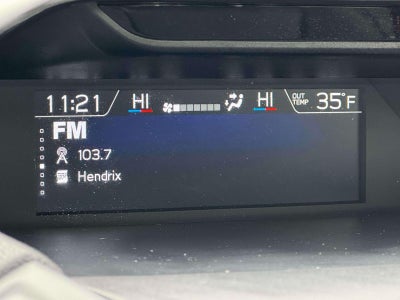 11:21 HI HI OUT TEMP 35°F
FM
103.7
Hendrix